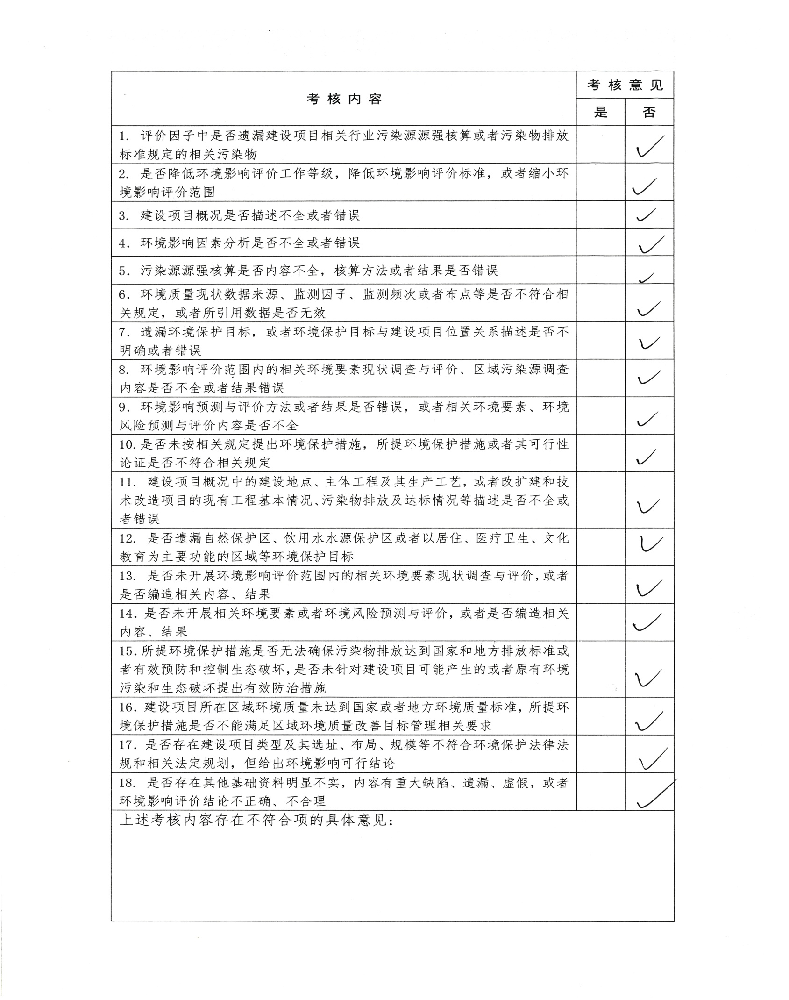 考核内容
考核意见
是 否
1. 评价因子中是否遗漏建设项目相关行业污染源源强核算或者污染物排放
标准规定的相关污染物
✓
2. 是否降低环境影响评价工作等级，降低环境影响评价标准，或者缩小环
境影响评价范围
✓
3. 建设项目概况是否描述不全或者错误
✓
4. 环境影响因素分析是否不全或者错误
✓
5. 污染源源强核算是否内容不全，核算方法或者结果是否错误
✓
6. 环境质量现状数据来源、监测因子、监测频次或者布点等是否不符合相
关规定，或者所引用数据是否无效
✓
7. 遗漏环境保护目标，或者环境保护目标与建设项目位置关系描述是否不
明确或者错误
✓
8. 环境影响评价范围内的相关环境要素现状调查与评价、区域污染源调查
内容是否不全或者结果错误
✓
9. 环境影响预测与评价方法或者结果是否错误，或者相关环境要素、环境
风险预测与评价内容是否不全
✓
10. 是否未按相关规定提出环境保护措施，所提环境保护措施或者其可行性
论证是否不符合相关规定
✓
11. 建设项目概况中的建设地点、主体工程及其生产工艺，或者改扩建和技
术改造项目的现有工程基本情况、污染物排放及达标情况等描述是否不全或
者错误
✓
12. 是否遗漏自然保护区、饮用水水源保护区或者以居住、医疗卫生、文化
教育为主要功能的区域等环境保护目标
✓
13. 是否未开展环境影响评价范围内的相关环境要素现状调查与评价，或者
是否编造相关内容、结果
✓
14. 是否未开展相关环境要素或者环境风险预测与评价，或者是否编造相关
内容、结果
✓
15. 所提环境保护措施是否无法确保污染物排放达到国家和地方排放标准或
者有效预防和控制生态破坏，是否未针对建设项目可能产生的或者原有环境
污染和生态破坏提出有效防治措施
✓
16. 建设项目所在区域环境质量未达到国家或者地方环境质量标准，所提环
境保护措施是否不能满足区域环境质量改善目标管理相关要求
✓
17. 是否存在建设项目类型及其选址、布局、规模等不符合环境保护法律法
规和相关法定规划，但给出环境影响可行结论
✓
18. 是否存在其他基础资料明显不实，内容有重大缺陷、遗漏、虚假，或者
环境影响评价结论不正确、不合理
✓
上述考核内容存在不符合项的具体意见：